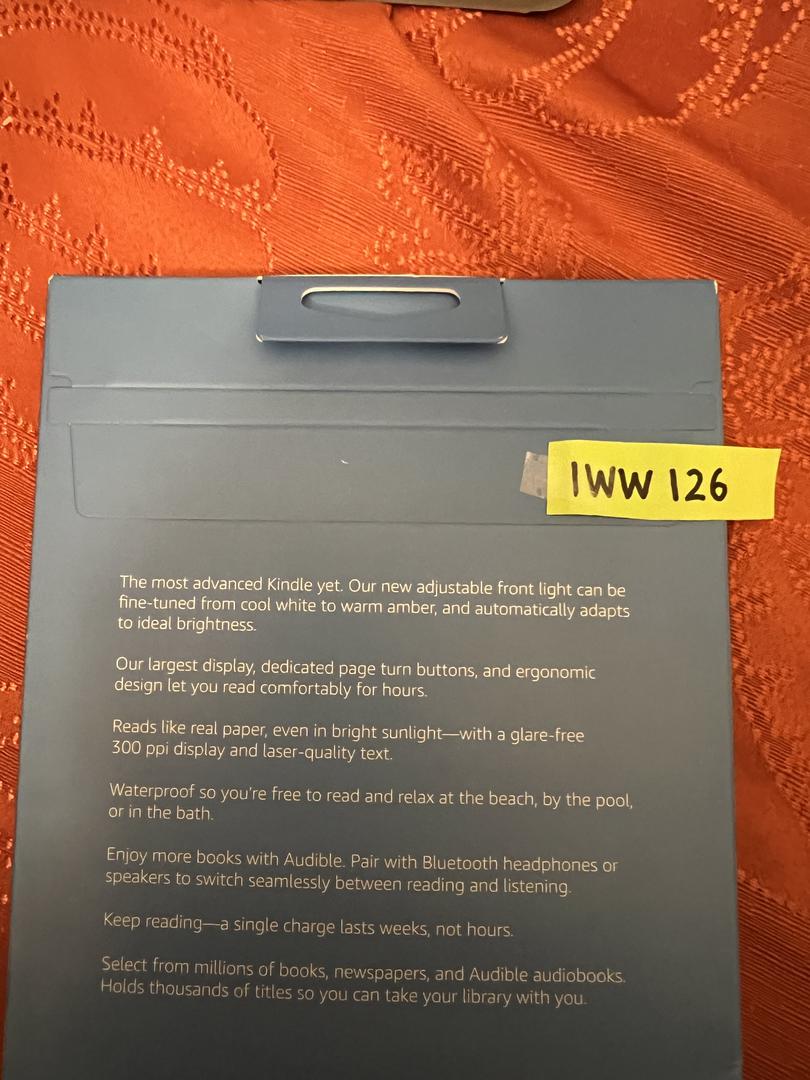 IWW 126
The most advanced Kindle yet. Our new adjustable front light can be
fine-tuned from cool white to warm amber, and automatically adapts
to ideal brightness.
Our largest display, dedicated page turn buttons, and ergonomic
design let you read comfortably for hours.
Reads like real paper, even in bright sunlight—with a glare-free
300 ppi display and laser-quality text.
Waterproof so you're free to read and relax at the beach, by the pool,
or in the bath.
Enjoy more books with Audible. Pair with Bluetooth headphones or
speakers to switch seamlessly between reading and listening.
Keep reading—a single charge lasts weeks, not hours.
Select from millions of books, newspapers, and Audible audiobooks.
Holds thousands of titles so you can take your library with you.